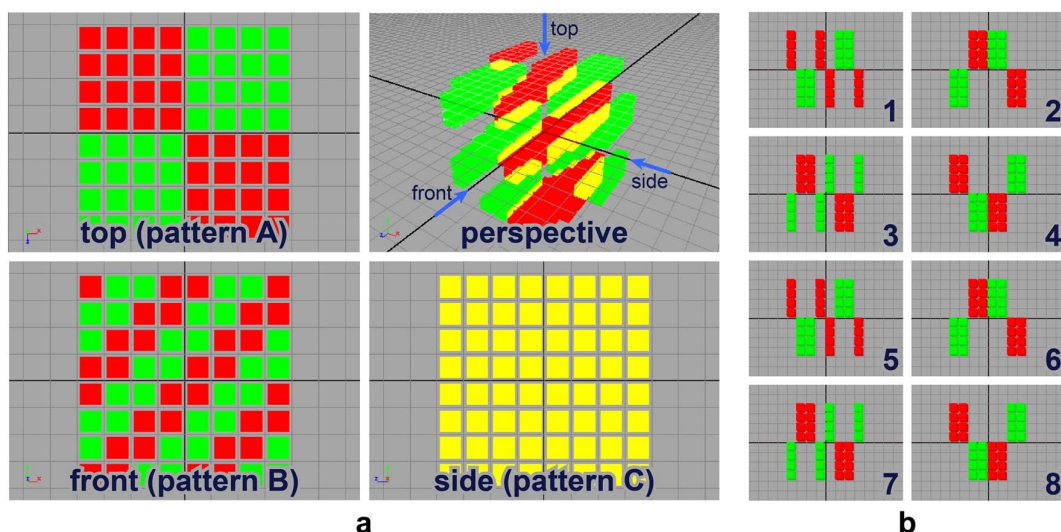 top (pattern A)
top
front
side
perspective
front (pattern B)
side (pattern C)
1
2
3
4
5
6
7
8
a
b